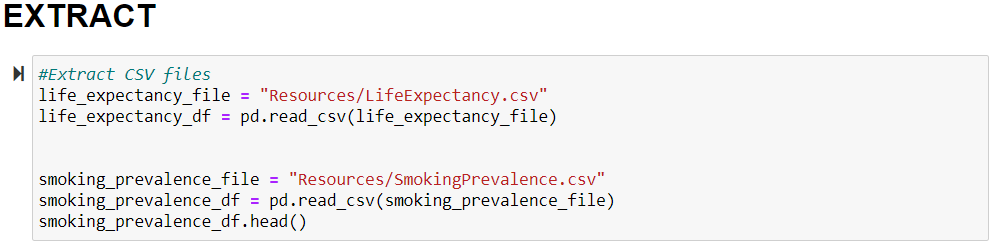 EXTRACT
#Extract CSV files
life_expectancy_file = "Resources/LifeExpectancy.csv"
life_expectancy_df = pd.read_csv(life_expectancy_file)
smoking_prevalence_file = "Resources/SmokingPrevalence.csv"
smoking_prevalence_df = pd.read_csv(smoking_prevalence_file)
smoking_prevalence_df.head()